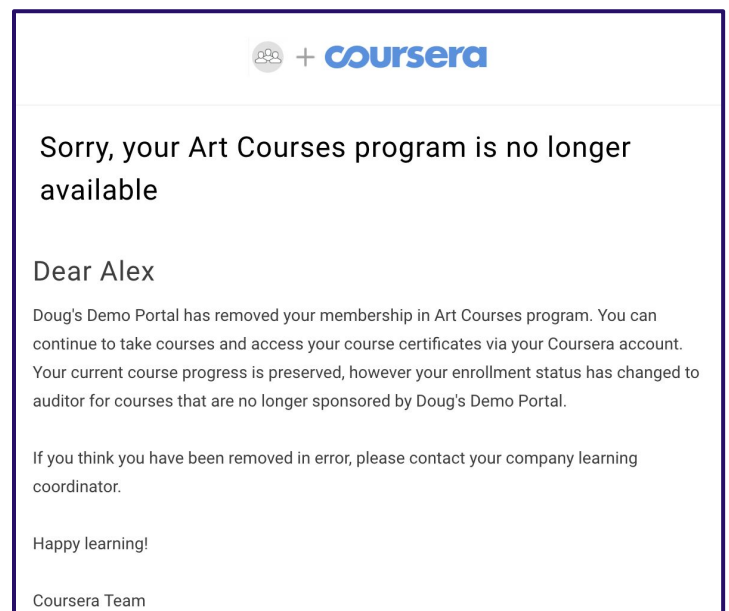 + coursera
Sorry, your Art Courses program is no longer
available
Dear Alex
Doug's Demo Portal has removed your membership in Art Courses program. You can
continue to take courses and access your course certificates via your Coursera account.
Your current course progress is preserved, however your enrollment status has changed to
auditor for courses that are no longer sponsored by Doug's Demo Portal.
If you think you have been removed in error, please contact your company learning
coordinator.
Happy learning!
Coursera Team